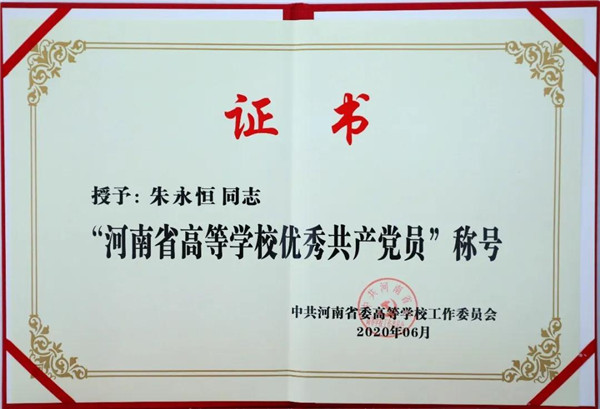 证书
授予：朱永恒同志
“河南省高等学校优秀共产党员”称号
中共河南省委高等学校工作委员会
2020年06月